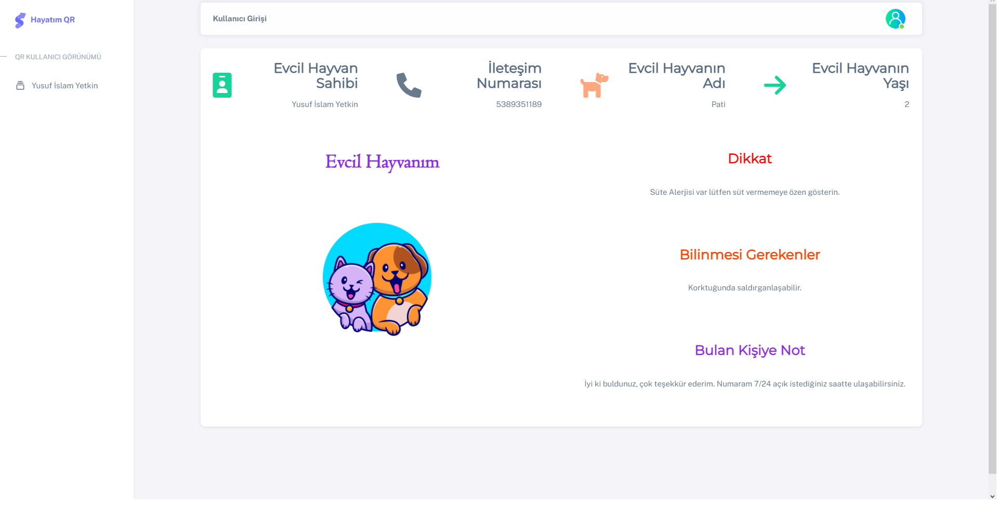 Hayatım QR
QR KULLANICI GÖRÜNÜMÜ
Yusuf İslam Yetkin
Kullanıcı Girişi
Evcil Hayvan
Sahibi
Yusuf İslam Yetkin
İleteşim
Numarası
5389351189
Evcil Hayvanın
Adı
Pati
Evcil Hayvanın
Yaşı
2
Evcil Hayvanım
Dikkat
Süte Alerjisi var lütfen süt vermemeye özen gösterin.
Bilinmesi Gerekenler
Korktuğunda saldırganlaşabilir.
Bulan Kişiye Not
İyi ki buldunuz, çok teşekkür ederim. Numaram 7/24 açık istediğiniz saatte ulaşabilirsiniz.